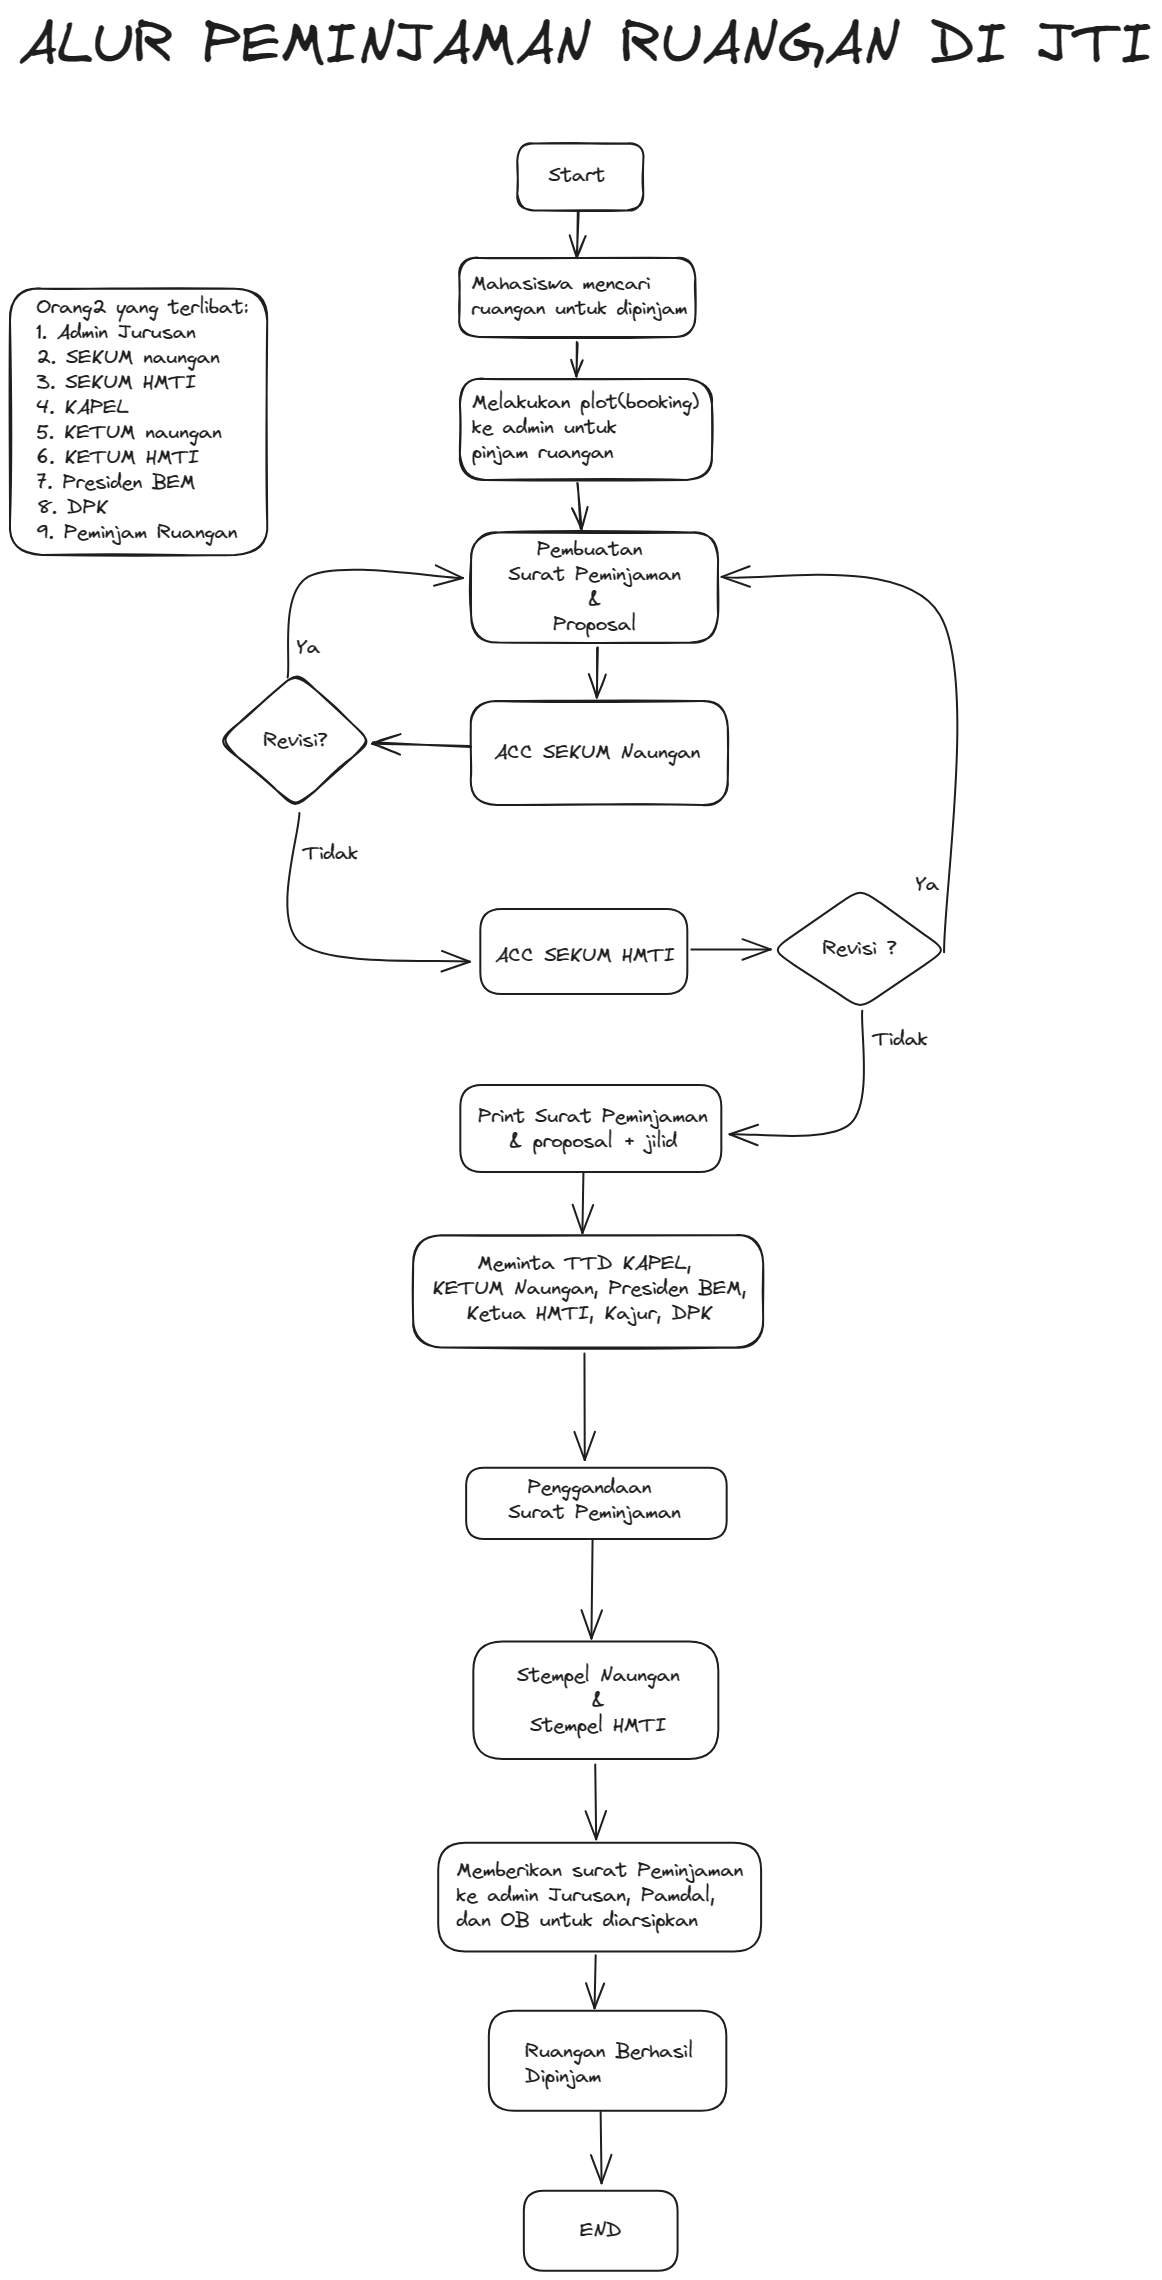 ALUR PEMINJAMAN RUANGAN DI JTI
Start
Mahasiswa mencari
ruangan untuk dipinjam
Orang2 yang terlibat:
1. Admin Jurusan
2. SEKUM naungan
3. SEKUM HMTI
4. KAPEL
5. KETUM naungan
6. KETUM HMTI
7. Presiden BEM
8. DPK
9. Peminjam Ruangan
Melakukan plot(booking)
ke admin untuk
pinjam ruangan
Pembuatan
Surat Peminjaman
&
Proposal
Ya
Revisi?
ACC SEKUM Naungan
Tidak
Ya
ACC SEKUM HMTI
Revisi ?
Tidak
Print Surat Peminjaman
& proposal + jilid
Meminta TTD KAPEL,
KETUM Naungan, Presiden BEM,
Ketua HMTI, Kajur, DPK
Penggandaan
Surat Peminjaman
Stempel Naungan
&
Stempel HMTI
Memberikan surat Peminjaman
ke admin Jurusan, Pamdal,
dan OB untuk diarsipkan
Ruangan Berhasil
Dipinjam
END